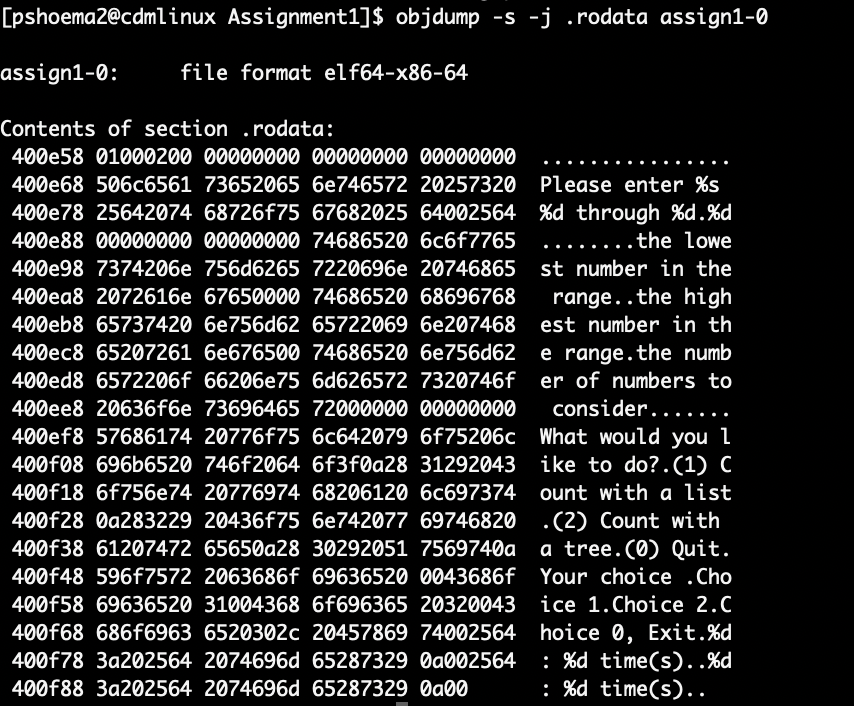 [pshoema2@cdmlinux Assignment1]$ objdump -s -j .rodata assign1-0

assign1-0:     file format elf64-x86-64

Contents of section .rodata:
 400e58 01000200 00000000 00000000 00000000  ................
 400e68 506c6561 73652065 6e746572 20257320  Please enter %s 
 400e78 25642074 68726f75 67682025 64002564  %d through %d.%d
 400e88 00000000 00000000 74686520 6c6f7765  ........the lowe
 400e98 7374206e 756d6265 7220696e 20746865  st number in the
 400ea8 2072616e 67650000 74686520 68696768   range..the high
 400eb8 65737420 6e756d62 65722069 6e207468  est number in th
 400ec8 65207261 6e676500 74686520 6e756d62  e range.the numb
 400ed8 6572206f 66206e75 6d626572 7320746f  er of numbers to
 400ee8 20636f6e 73696465 72000000 00000000   consider.......
 400ef8 57686174 20776f75 6c642079 6f75206c  What would you l
 400f08 696b6520 746f2064 6f3f0a28 31292043  ike to do?.(1) C
 400f18 6f756e74 20776974 68206120 6c697374  ount with a list
 400f28 0a283229 20436f75 6e742077 69746820  .(2) Count with 
 400f38 61207472 65650a28 30292051 7569740a  a tree.(0) Quit.
 400f48 596f7572 2063686f 69636520 0043686f  Your choice .Cho
 400f58 69636520 31004368 6f696365 20320043  ice 1.Choice 2.C
 400f68 686f6963 6520302c 20457869 74002564  hoice 0, Exit.%d
 400f78 3a202564 2074696d 65287329 0a002564  : %d time(s)..%d
 400f88 3a202564 2074696d 65287329 0a00      : %d time(s)..